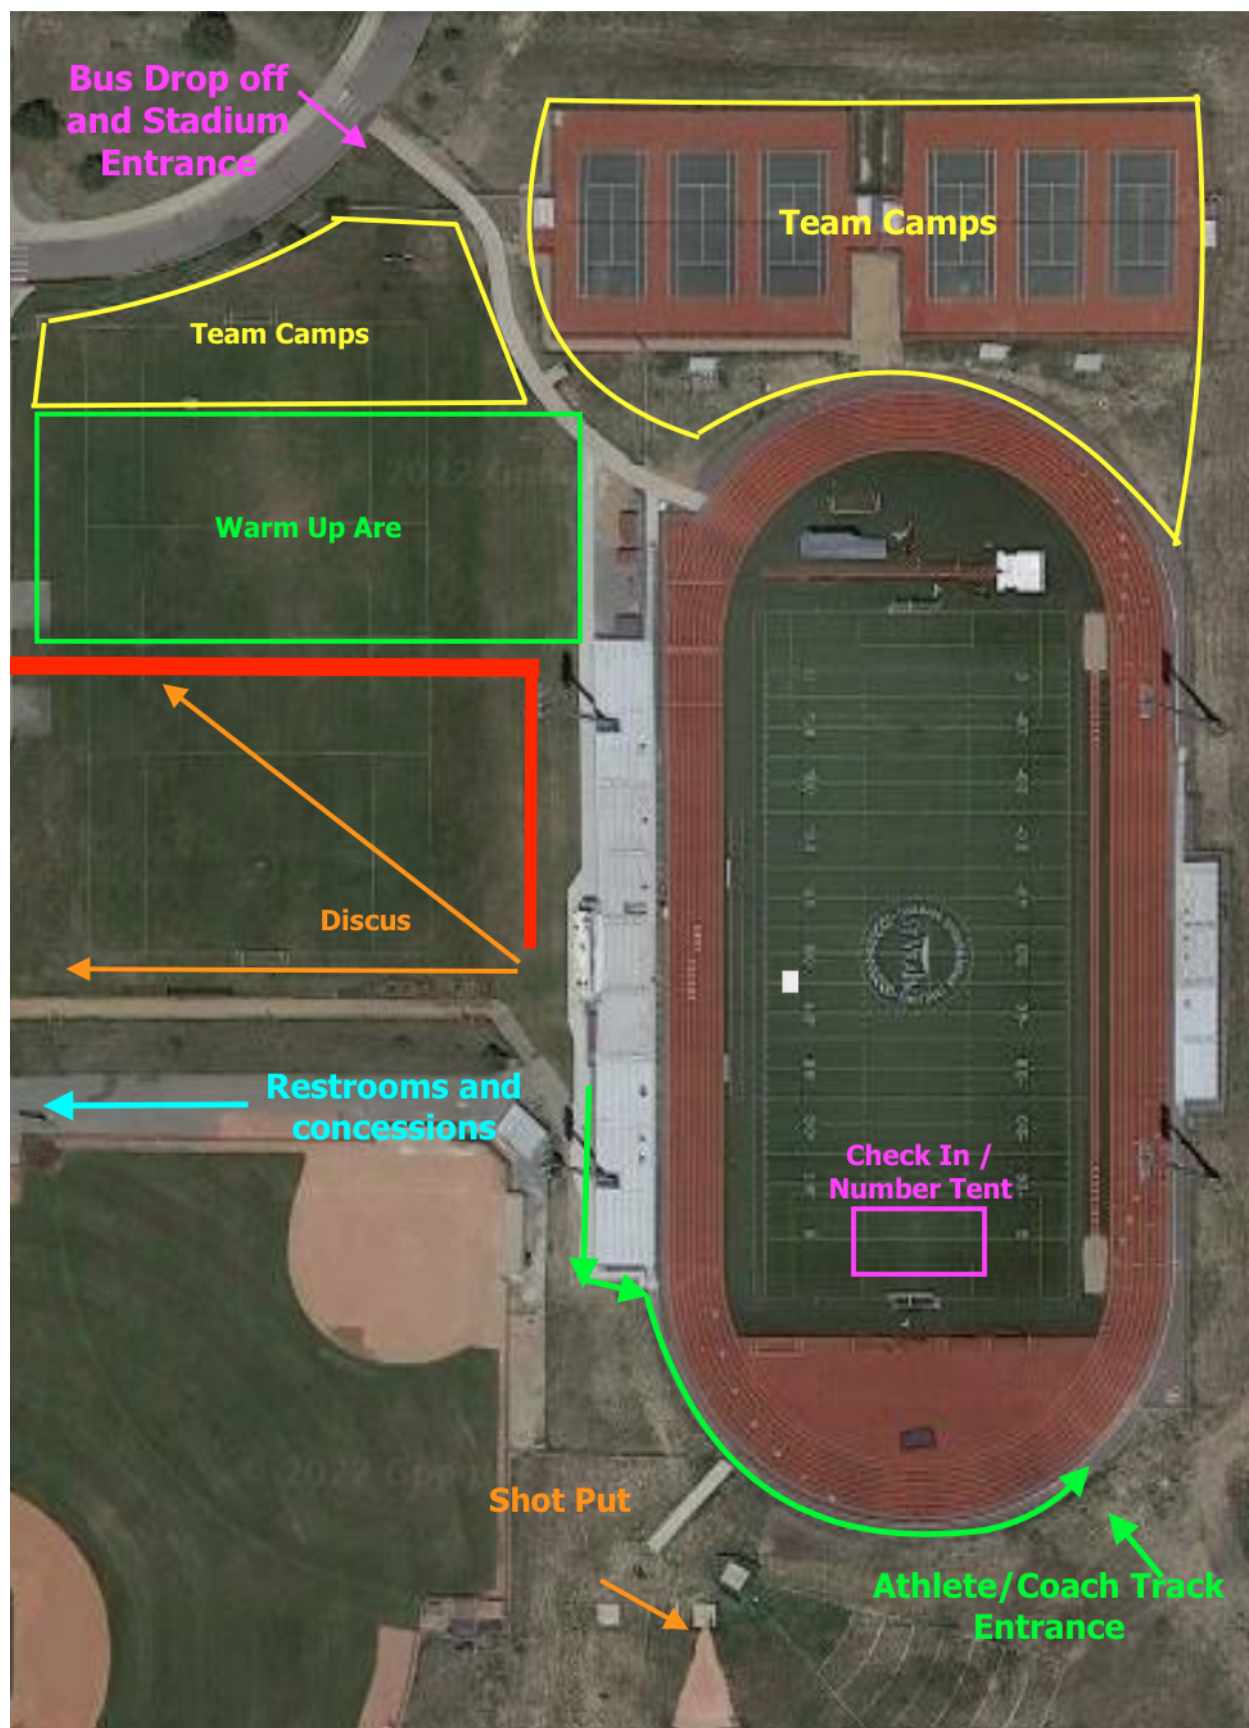 Bus Drop off
and Stadium
Entrance
Team Camps
Team Camps
Warm Up Are
Discus
Restrooms and
concessions
Check In /
Number Tent
Shot Put
Athlete/Coach Track
Entrance